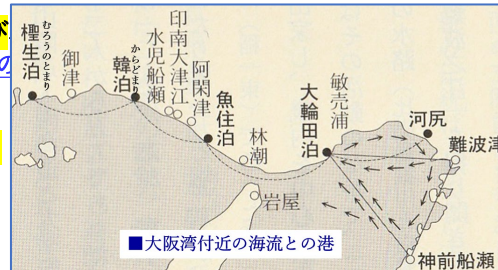 むろうのとまり
檉生泊
御津
からどまり
韓泊
印南大津江
水児船瀬
阿閇津
魚住泊
林潮
岩屋
敏売浦
大輪田泊
河尻
難波津
神前船瀬
■大阪湾付近の海流との港
び
の